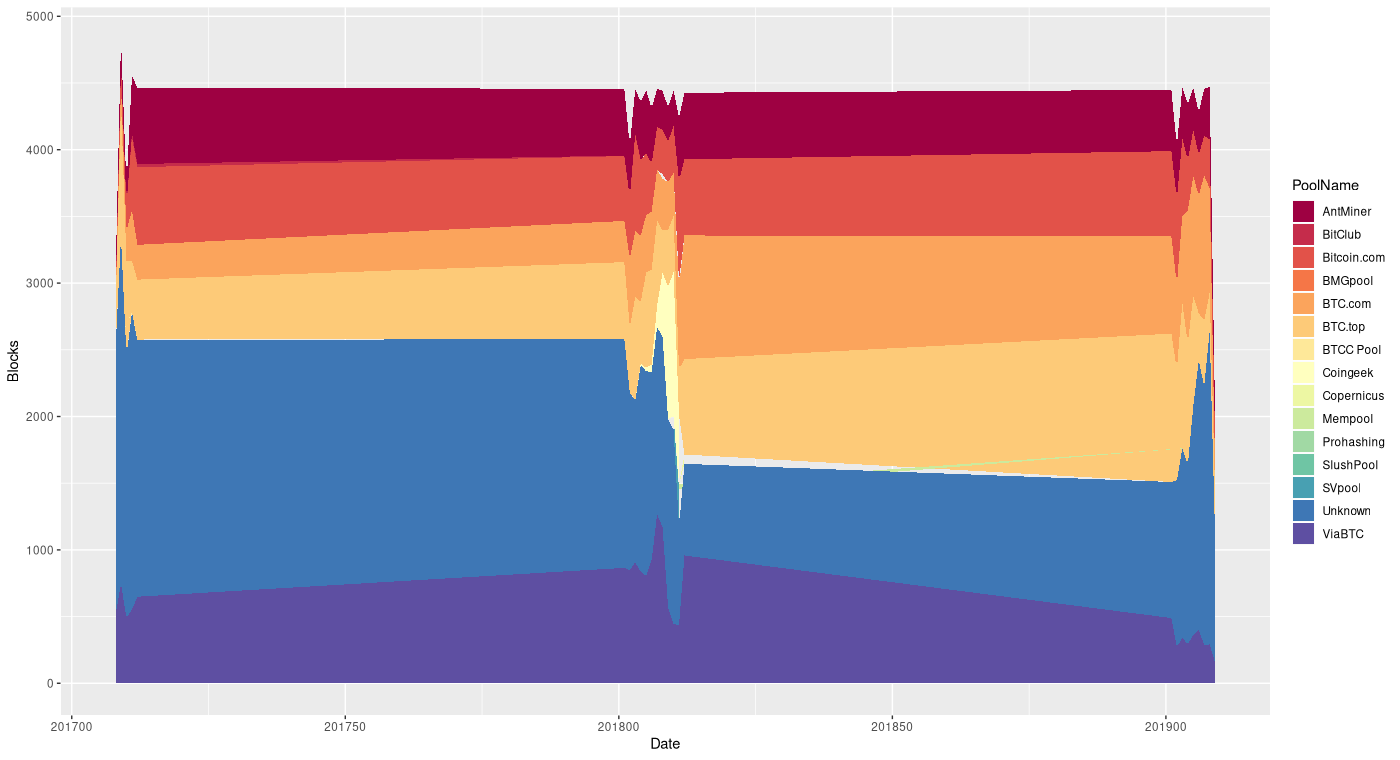 5000
4000
3000
2000
1000
0
Blocks
201700
201750
201800
201850
201900
Date
PoolName
AntMiner
BitClub
Bitcoin.com
BMGpool
BTC.com
BTC.top
BTCC Pool
Coingeek
Copernicus
Mempool
Prohashing
SlushPool
SVpool
Unknown
ViaBTC